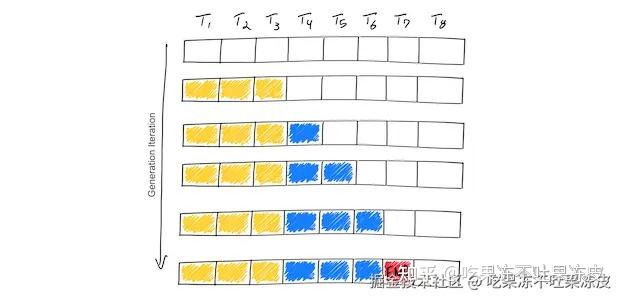 T₁ T₂ T₃ T₄ T₅ T₆ T₇ T₈
Generation Iteration
知乎 @吃果冻不吐果冻皮
掘金技术社区 @ 吃果冻不吐果冻皮